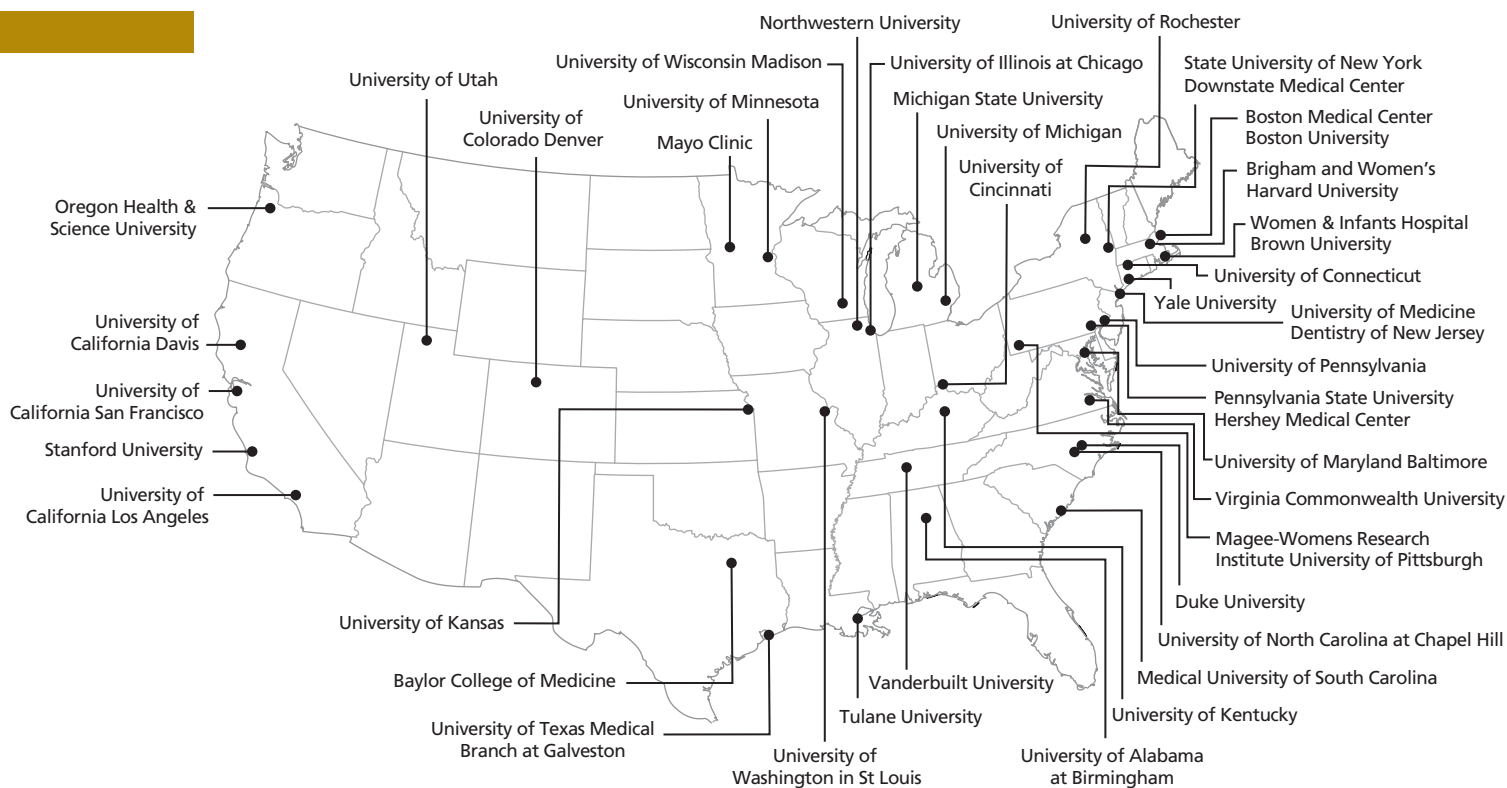 Northwestern University
University of Rochester
University of Wisconsin Madison
University of Illinois at Chicago
State University of New York
Downstate Medical Center
University of Utah
University of Minnesota
Michigan State University
University of
Colorado Denver
Boston Medical Center
Boston University
Mayo Clinic
University of Michigan
University of
Cincinnati
Brigham and Women’s
Harvard University
Oregon Health &
Science University
Women & Infants Hospital
Brown University
University of Connecticut
Yale University
University of Medicine
Dentistry of New Jersey
University of
California Davis
University of Pennsylvania
University of
California San Francisco
Pennsylvania State University
Hershey Medical Center
Stanford University
University of Maryland Baltimore
University of
California Los Angeles
Virginia Commonwealth University
Magee-Womens Research
Institute University of Pittsburgh
Duke University
University of Kansas
University of North Carolina at Chapel Hill
Baylor College of Medicine
Vanderbuilt University
Medical University of South Carolina
Tulane University
University of Kentucky
University of Texas Medical
Branch at Galveston
University of
Washington in St Louis
University of Alabama
at Birmingham